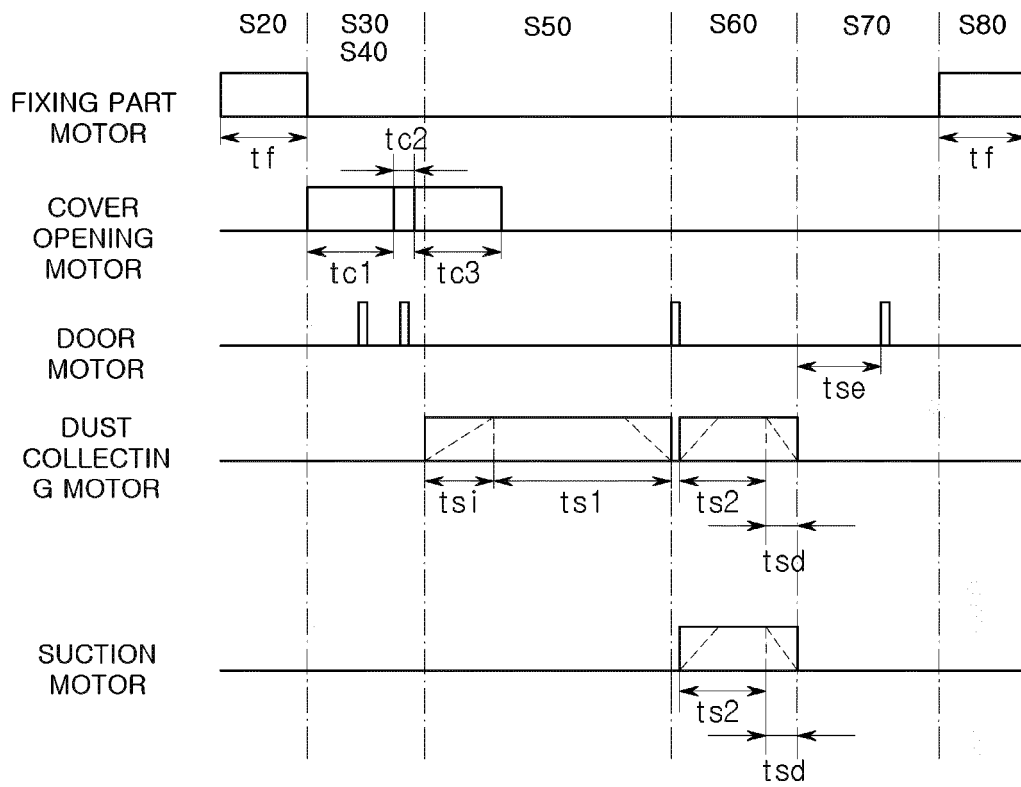 S20
S30
S40
S50
S60
S70
S80
FIXING PART
MOTOR
tf
tf
tc2
COVER
OPENING
MOTOR
tc1
tc3
DOOR
MOTOR
tse
DUST
COLLECTIN
G MOTOR
tsi
ts1
ts2
tsd
SUCTION
MOTOR
ts2
tsd